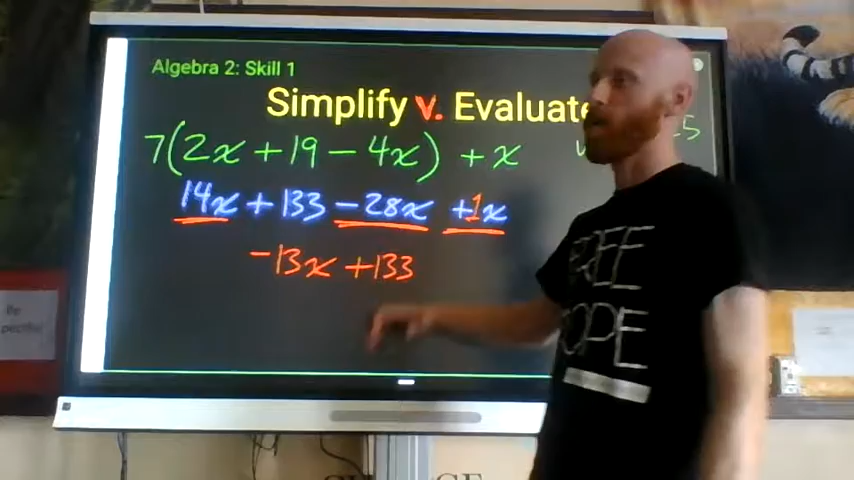 Algebra 2: Skill 1
Simplify v. Evaluate
7(2x + 19 - 4x) + x
14x + 133 - 28x + 1x
-13x + 133